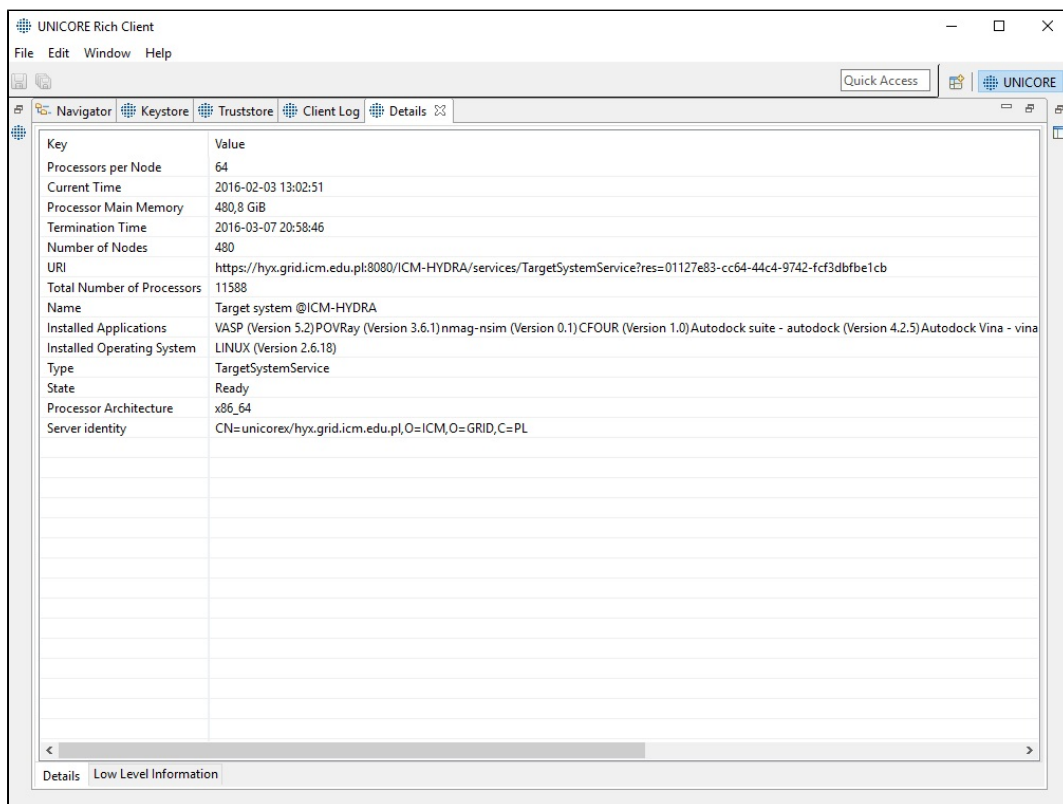 UNICORE Rich Client
File Edit Window Help
Quick Access UNICORE
Navigator Keystore Truststore Client Log Details
Key Value
Processors per Node 64
Current Time 2016-02-03 13:02:51
Processor Main Memory 480,8 GiB
Termination Time 2016-03-07 20:58:46
Number of Nodes 480
URI https://hyx.grid.icm.edu.pl:8080/ICM-HYDRA/services/TargetSystemService?res=01127e83-cc64-44c4-9742-fcf3dbfbe1cb
Total Number of Processors 11588
Name Target system @ICM-HYDRA
Installed Applications VASP (Version 5.2)POVRay (Version 3.6.1)nmag-nsim (Version 0.1)CFOUR (Version 1.0)Autodock suite - autodock (Version 4.2.5)Autodock Vina - vina
Installed Operating System LINUX (Version 2.6.18)
Type TargetSystemService
State Ready
Processor Architecture x86_64
Server identity CN=unicorex/hyx.grid.icm.edu.pl,O=ICM,O=GRID,C=PL
Details Low Level Information